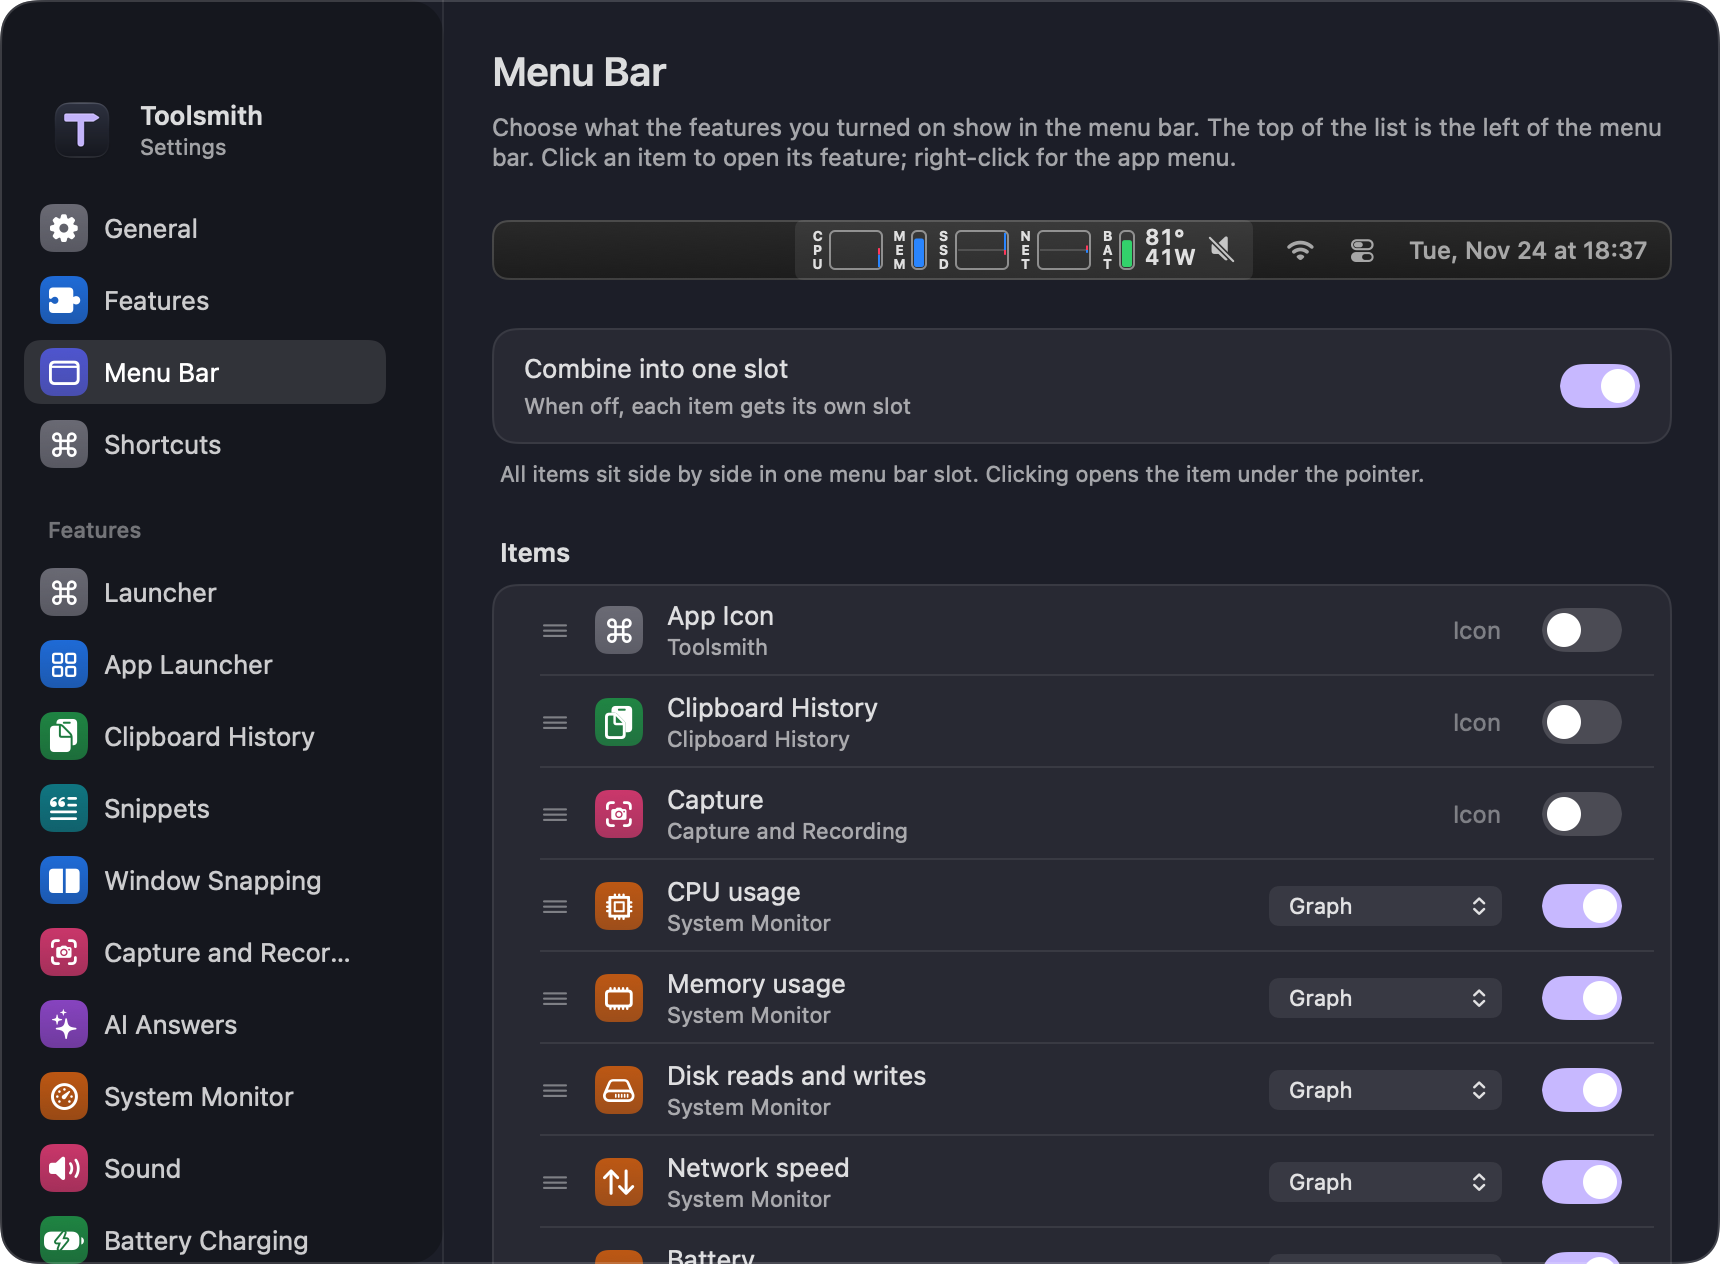 Toolsmith
Settings
General
Features
Menu Bar
Shortcuts
Features
Launcher
App Launcher
Clipboard History
Snippets
Window Snapping
Capture and Recor...
AI Answers
System Monitor
Sound
Battery Charging
Menu Bar
Choose what the features you turned on show in the menu bar. The top of the list is the left of the menu
bar. Click an item to open its feature; right-click for the app menu.
CPU MEM SSD NET BAT 81° 41W Tue, Nov 24 at 18:37
Combine into one slot
When off, each item gets its own slot
All items sit side by side in one menu bar slot. Clicking opens the item under the pointer.
Items
App Icon
Toolsmith
Icon
Clipboard History
Clipboard History
Icon
Capture
Capture and Recording
Icon
CPU usage
System Monitor
Graph
Memory usage
System Monitor
Graph
Disk reads and writes
System Monitor
Graph
Network speed
System Monitor
Graph
Battery